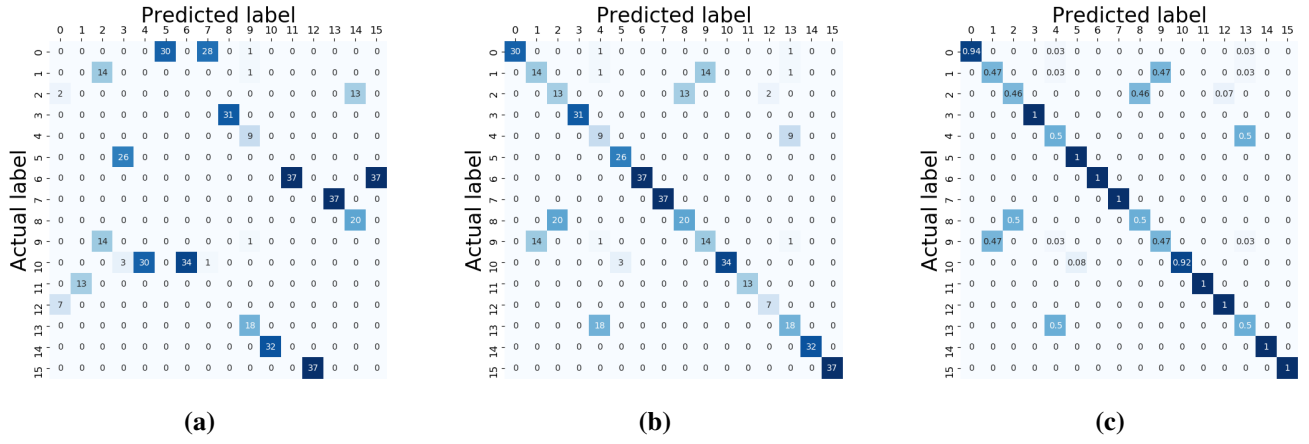 Predicted label
0 1 2 3 4 5 6 7 8 9 10 11 12 13 14 15
Actual label
0 0 0 0 0 0 30 0 28 0 1 0 0 0 0 0 0
1 0 0 14 0 0 0 0 0 0 1 0 0 0 0 0 0
2 2 0 0 0 0 0 0 0 0 0 0 0 0 0 13 0
3 0 0 0 0 0 0 0 0 31 0 0 0 0 0 0 0
4 0 0 0 0 0 0 0 0 0 9 0 0 0 0 0 0
5 0 0 0 26 0 0 0 0 0 0 0 0 0 0 0 0
6 0 0 0 0 0 0 0 0 0 0 0 37 0 0 0 37
7 0 0 0 0 0 0 0 0 0 0 0 0 0 37 0 0
8 0 0 0 0 0 0 0 0 0 0 0 0 0 0 20 0
9 0 0 14 0 0 0 0 0 0 1 0 0 0 0 0 0
10 0 0 0 3 30 0 34 1 0 0 0 0 0 0 0 0
11 0 13 0 0 0 0 0 0 0 0 0 0 0 0 0 0
12 7 0 0 0 0 0 0 0 0 0 0 0 0 0 0 0
13 0 0 0 0 0 0 0 0 0 18 0 0 0 0 0 0
14 0 0 0 0 0 0 0 0 0 0 32 0 0 0 0 0
15 0 0 0 0 0 0 0 0 0 0 0 0 37 0 0 0
(a)
Predicted label
0 1 2 3 4 5 6 7 8 9 10 11 12 13 14 15
Actual label
0 30 0 0 0 1 0 0 0 0 0 0 0 0 1 0 0
1 0 14 0 0 1 0 0 0 0 14 0 0 0 1 0 0
2 0 0 13 0 0 0 0 0 13 0 0 0 2 0 0 0
3 0 0 0 31 0 0 0 0 0 0 0 0 0 0 0 0
4 0 0 0 0 9 0 0 0 0 0 0 0 0 9 0 0
5 0 0 0 0 0 26 0 0 0 0 0 0 0 0 0 0
6 0 0 0 0 0 0 37 0 0 0 0 0 0 0 0 0
7 0 0 0 0 0 0 0 37 0 0 0 0 0 0 0 0
8 0 0 20 0 0 0 0 0 20 0 0 0 0 0 0 0
9 0 14 0 0 1 0 0 0 0 14 0 0 0 1 0 0
10 0 0 0 0 0 3 0 0 0 0 34 0 0 0 0 0
11 0 0 0 0 0 0 0 0 0 0 0 13 0 0 0 0
12 0 0 0 0 0 0 0 0 0 0 0 0 7 0 0 0
13 0 0 0 0 18 0 0 0 0 0 0 0 0 18 0 0
14 0 0 0 0 0 0 0 0 0 0 0 0 0 0 32 0
15 0 0 0 0 0 0 0 0 0 0 0 0 0 0 0 37
(b)
Predicted label
0 1 2 3 4 5 6 7 8 9 10 11 12 13 14 15
Actual label
0 0.94 0 0 0 0.03 0 0 0 0 0 0 0 0 0.03 0 0
1 0 0.47 0 0 0.03 0 0 0 0 0.47 0 0 0 0.03 0 0
2 0 0 0.46 0 0 0 0 0 0.46 0 0 0 0.07 0 0 0
3 0 0 0 1 0 0 0 0 0 0 0 0 0 0 0 0
4 0 0 0 0 0.5 0 0 0 0 0 0 0 0 0.5 0 0
5 0 0 0 0 0 1 0 0 0 0 0 0 0 0 0 0
6 0 0 0 0 0 0 1 0 0 0 0 0 0 0 0 0
7 0 0 0 0 0 0 0 1 0 0 0 0 0 0 0 0
8 0 0 0.5 0 0 0 0 0 0.5 0 0 0 0 0 0 0
9 0 0.47 0 0 0.03 0 0 0 0 0.47 0 0 0 0.03 0 0
10 0 0 0 0 0 0.08 0 0 0 0 0.92 0 0 0 0 0
11 0 0 0 0 0 0 0 0 0 0 0 1 0 0 0 0
12 0 0 0 0 0 0 0 0 0 0 0 0 1 0 0 0
13 0 0 0 0 0.5 0 0 0 0 0 0 0 0 0.5 0 0
14 0 0 0 0 0 0 0 0 0 0 0 0 0 0 1 0
15 0 0 0 0 0 0 0 0 0 0 0 0 0 0 0 1
(c)